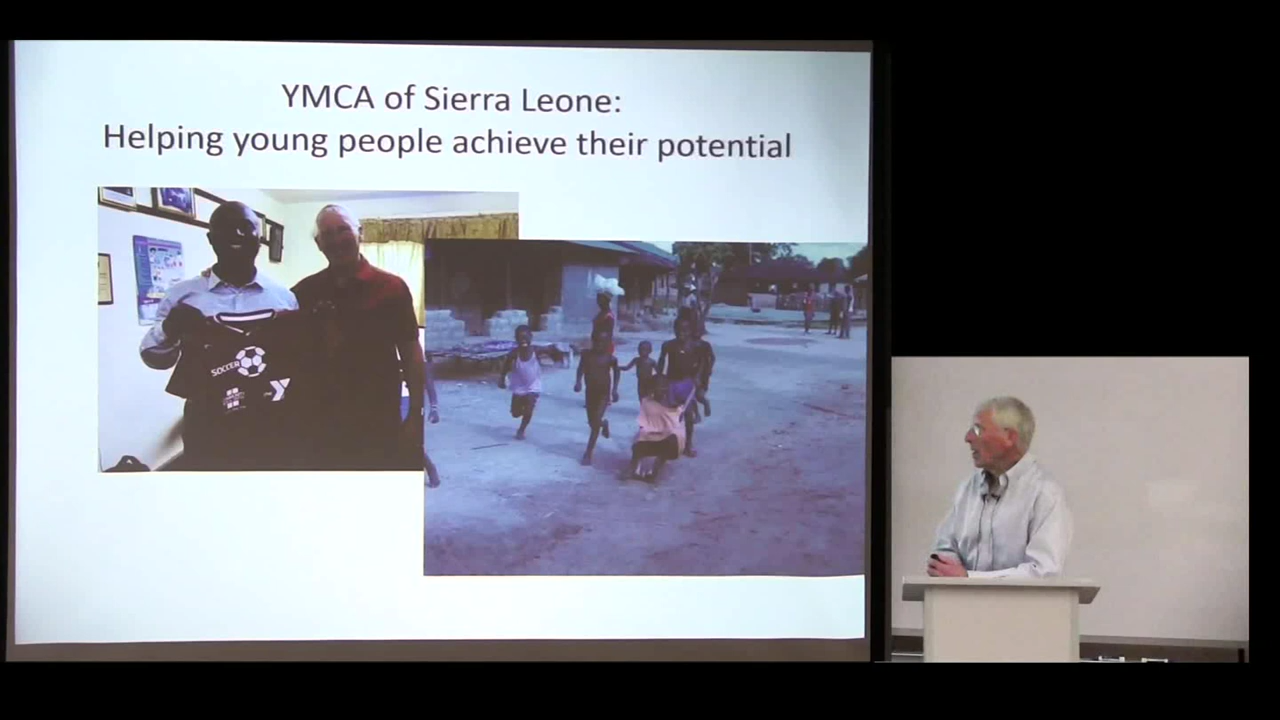 YMCA of Sierra Leone:
Helping young people achieve their potential
SOCCER